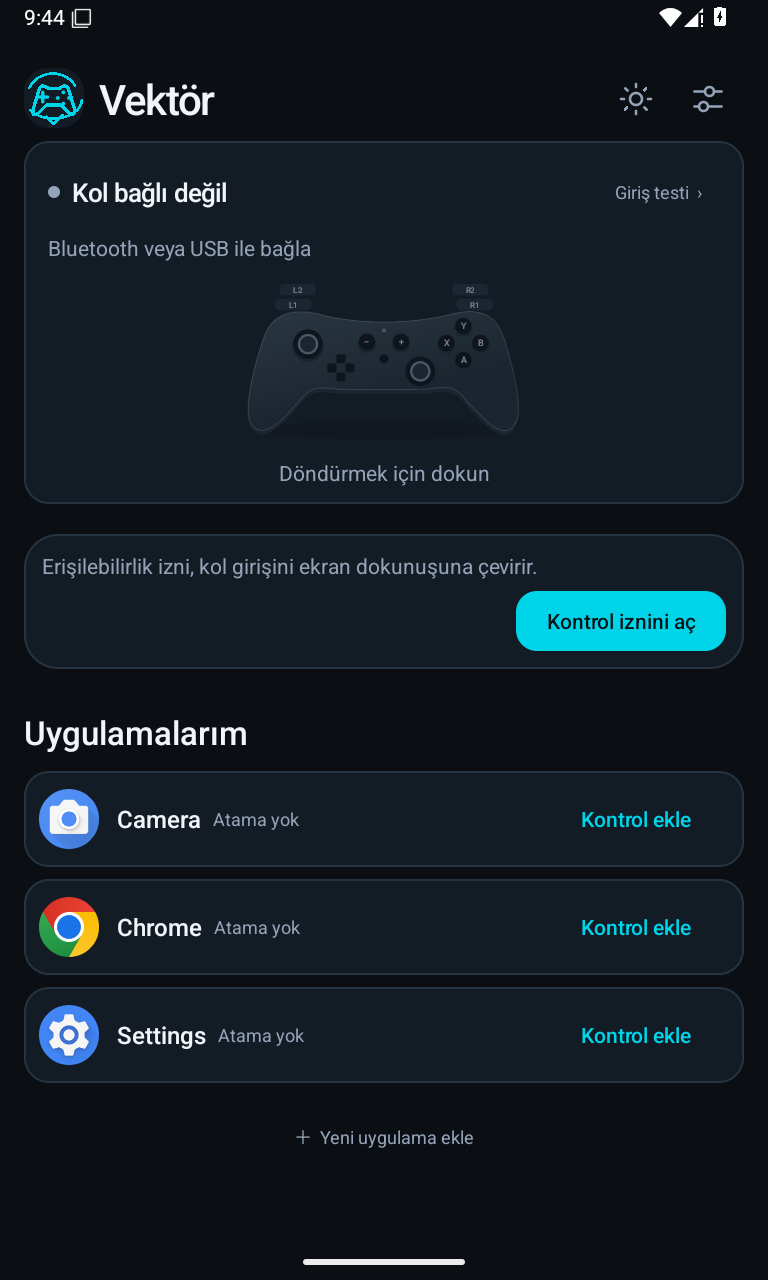 9:44
Vektör
Kol bağlı değil
Giriş testi ›
Bluetooth veya USB ile bağla
L2 R2
L1 R1
Y
X B
A
- +
Döndürmek için dokun
Erişilebilirlik izni, kol girişini ekran dokunuşuna çevirir.
Kontrol iznini aç
Uygulamalarım
Camera Atama yok Kontrol ekle
Chrome Atama yok Kontrol ekle
Settings Atama yok Kontrol ekle
+ Yeni uygulama ekle